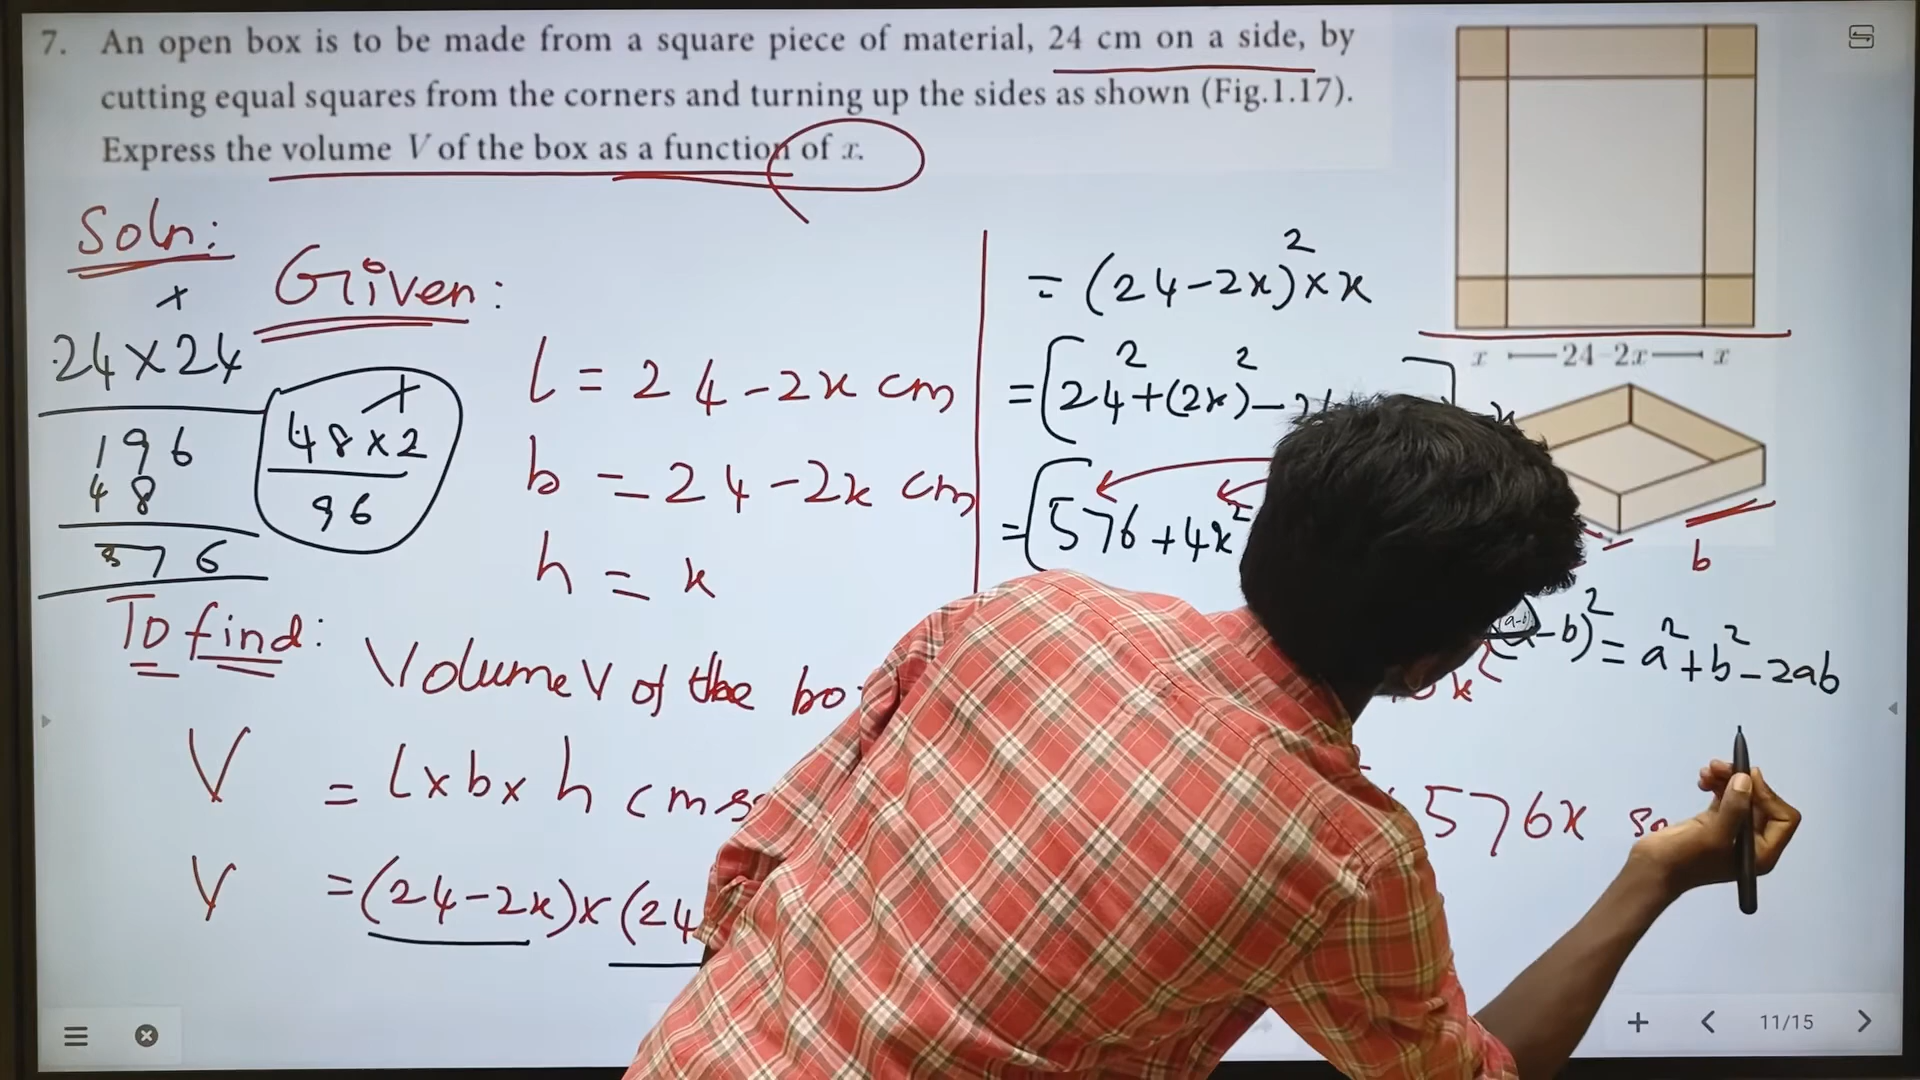 7. An open box is to be made from a square piece of material, 24 cm on a side, by
cutting equal squares from the corners and turning up the sides as shown (Fig.1.17).
Express the volume V of the box as a function of x.
Soln:
Given:
+
24×24
196
48
576
+
48×2
96
l = 24-2x cm
b = 24-2x cm
h = x
To find: Volume V of the
V = l×b×h cm
V =(24-2x)×(24
= (24-2x)²×x
=[24²+(2x)²-
=[576+4x²
576x
x 24-2x x
b
(a-b)
-b)²=a²+b²-2ab
11/15